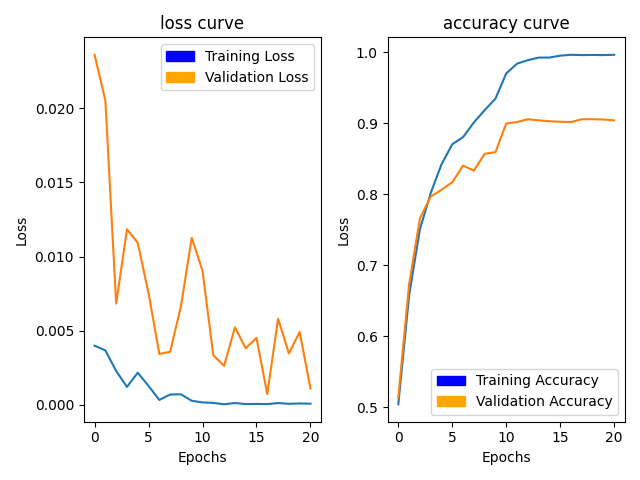 loss curve
Training Loss
Validation Loss
0.020
0.015
0.010
0.005
0.000
Loss
0
5
10
15
20
Epochs
accuracy curve
1.0
0.9
0.8
0.7
0.6
0.5
Loss
Training Accuracy
Validation Accuracy
0
5
10
15
20
Epochs